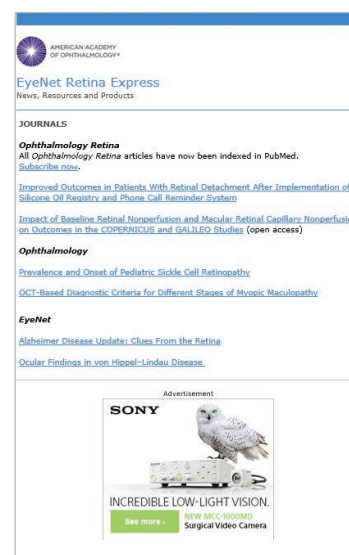 AMERICAN ACADEMY
OF OPHTHALMOLOGY®
EyeNet Retina Express
News, Resources and Products
JOURNALS
Ophthalmology Retina
All Ophthalmology Retina articles have now been indexed in PubMed.
Subscribe now.
Improved Outcomes in Patients With Retinal Detachment After Implementation of
Silicone Oil Registry and Phone Call Reminder System
Impact of Baseline Retinal Nonperfusion and Macular Retinal Capillary Nonperfusio
on Outcomes in the COPERNICUS and GALILEO Studies (open access)
Ophthalmology
Prevalence and Onset of Pediatric Sickle Cell Retinopathy
OCT-Based Diagnostic Criteria for Different Stages of Myopic Maculopathy
EyeNet
Alzheimer Disease Update: Clues From the Retina
Ocular Findings in von Hippel-Lindau Disease
Advertisement
SONY
INCREDIBLE LOW-LIGHT VISION.
See more ›
NEW MCC-1000MD
Surgical Video Camera